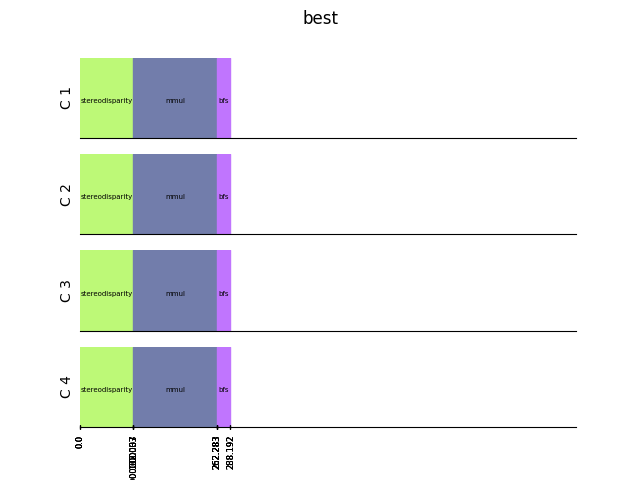 best
C 1
stereodisparity
mmul
bfs
C 2
stereodisparity
mmul
bfs
C 3
stereodisparity
mmul
bfs
C 4
stereodisparity
mmul
bfs
0.0
262.283
288.192